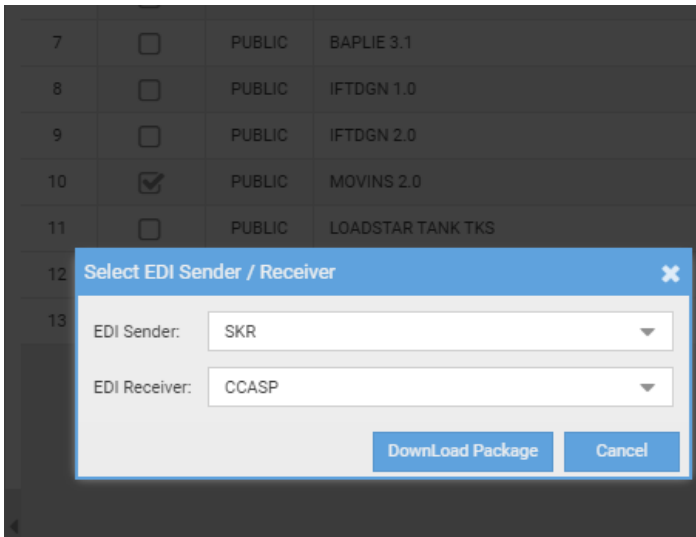 7 PUBLIC BAPLIE 3.1
8 PUBLIC IFTDGN 1.0
9 PUBLIC IFTDGN 2.0
10 PUBLIC MOVINS 2.0
11 PUBLIC LOADSTAR TANK TKS
12
Select EDI Sender / Receiver
13
EDI Sender: SKR
EDI Receiver: CCASP
DownLoad Package Cancel